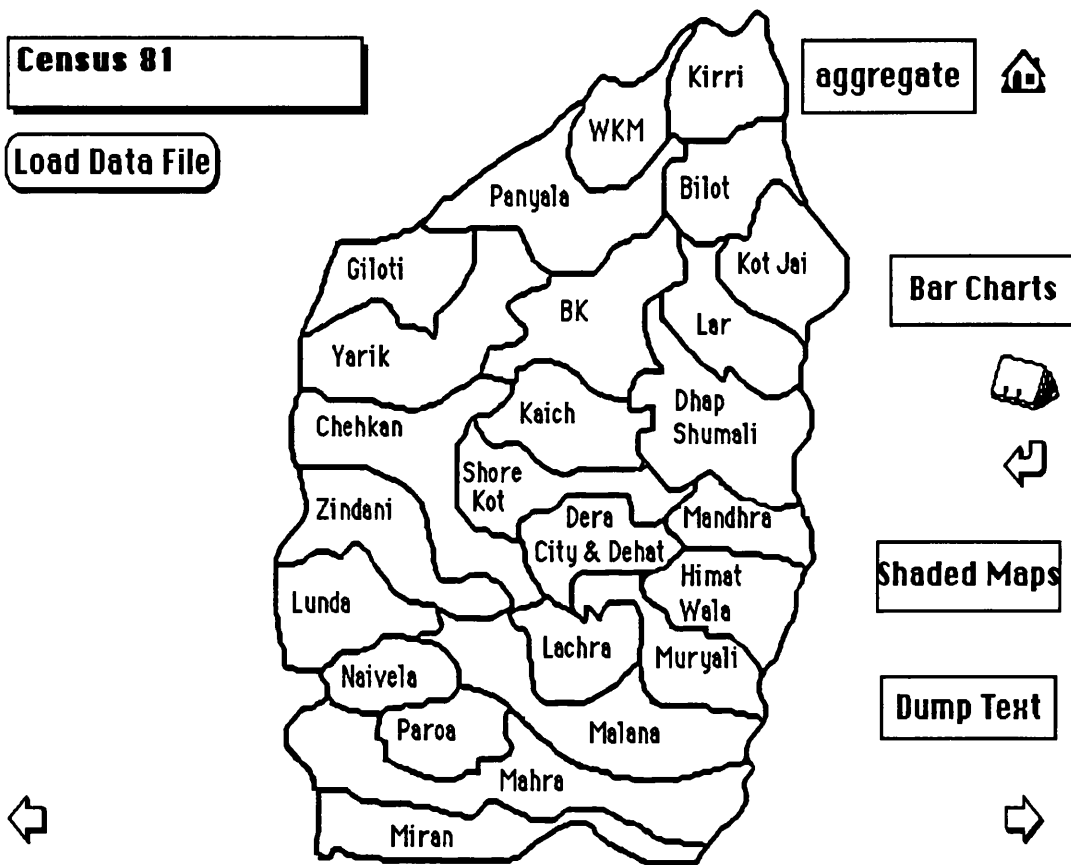 Census 81
aggregate
Load Data File
Kirri
WKM
Panyala
Bilot
Giloti
Kot Jai
Bar Charts
BK
Lar
Yarik
Chehkan
Kaich
Dhap
Shumali
Shore
Kot
Zindani
Dera
City & Dehat
Mandhra
Himat
Wala
Shaded Maps
Lunda
Lachra
Muryali
Naivela
Paroa
Malana
Dump Text
Mahra
Miran